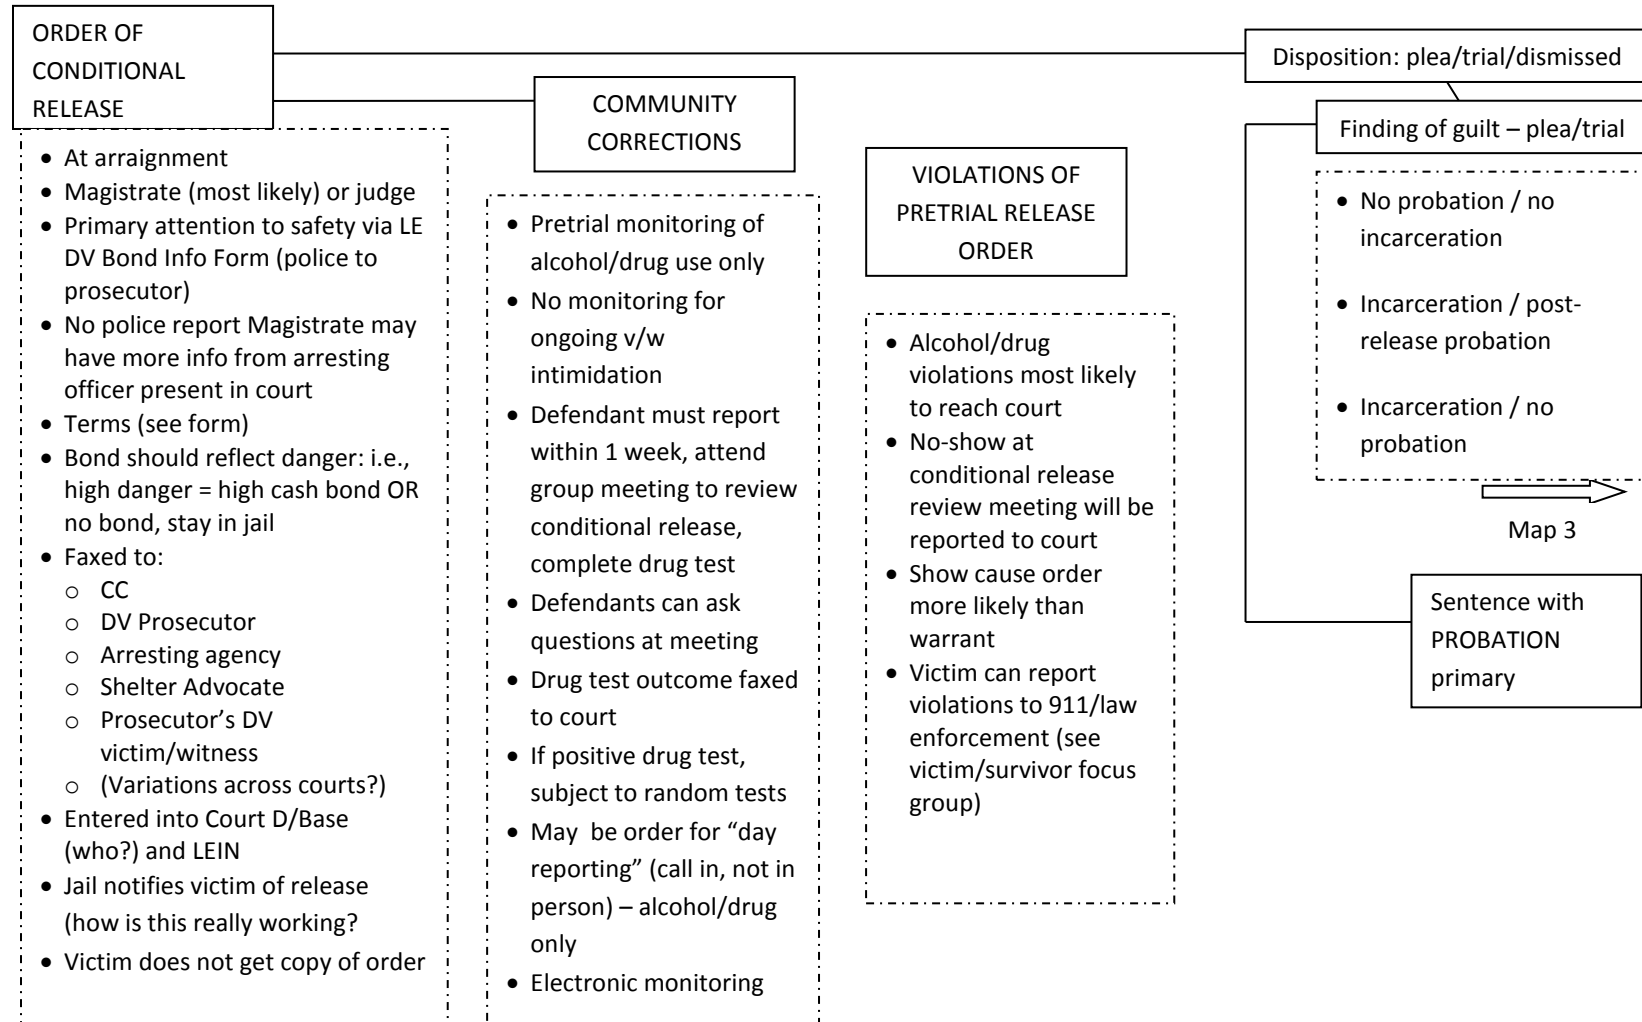 ORDER OF
CONDITIONAL
RELEASE
• At arraignment
• Magistrate (most likely) or judge
• Primary attention to safety via LE
DV Bond Info Form (police to
prosecutor)
• No police report Magistrate may
have more info from arresting
officer present in court
• Terms (see form)
• Bond should reflect danger: i.e.,
high danger = high cash bond OR
no bond, stay in jail
• Faxed to:
o CC
o DV Prosecutor
o Arresting agency
o Shelter Advocate
o Prosecutor’s DV
victim/witness
o (Variations across courts?)
• Entered into Court D/Base
(who?) and LEIN
• Jail notifies victim of release
(how is this really working?
• Victim does not get copy of order
COMMUNITY
CORRECTIONS
• Pretrial monitoring of
alcohol/drug use only
• No monitoring for
ongoing v/w
intimidation
• Defendant must report
within 1 week, attend
group meeting to review
conditional release,
complete drug test
• Defendants can ask
questions at meeting
• Drug test outcome faxed
to court
• If positive drug test,
subject to random tests
• May be order for “day
reporting” (call in, not in
person) – alcohol/drug
only
• Electronic monitoring
VIOLATIONS OF
PRETRIAL RELEASE
ORDER
• Alcohol/drug
violations most likely
to reach court
• No-show at
conditional release
review meeting will be
reported to court
• Show cause order
more likely than
warrant
• Victim can report
violations to 911/law
enforcement (see
victim/survivor focus
group)
Disposition: plea/trial/dismissed
Finding of guilt – plea/trial
• No probation / no
incarceration
• Incarceration / post-
release probation
• Incarceration / no
probation
Map 3
Sentence with
PROBATION
primary